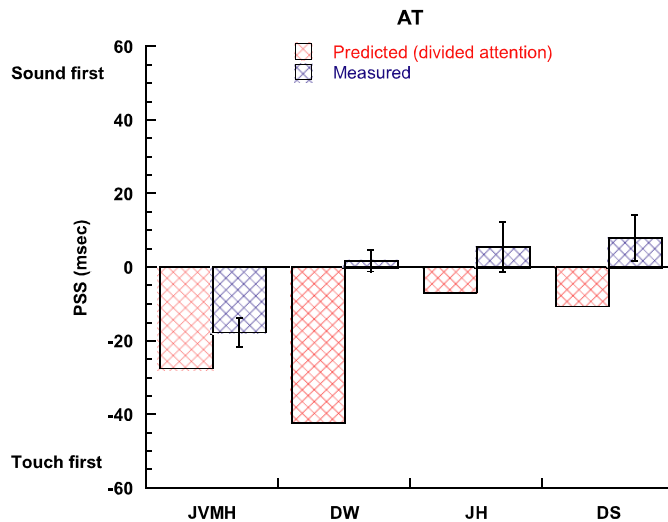 AT
60
Sound first
Predicted (divided attention)
Measured
40
20
PSS (msec)
0
-20
-40
Touch first
-60
JVMH DW JH DS